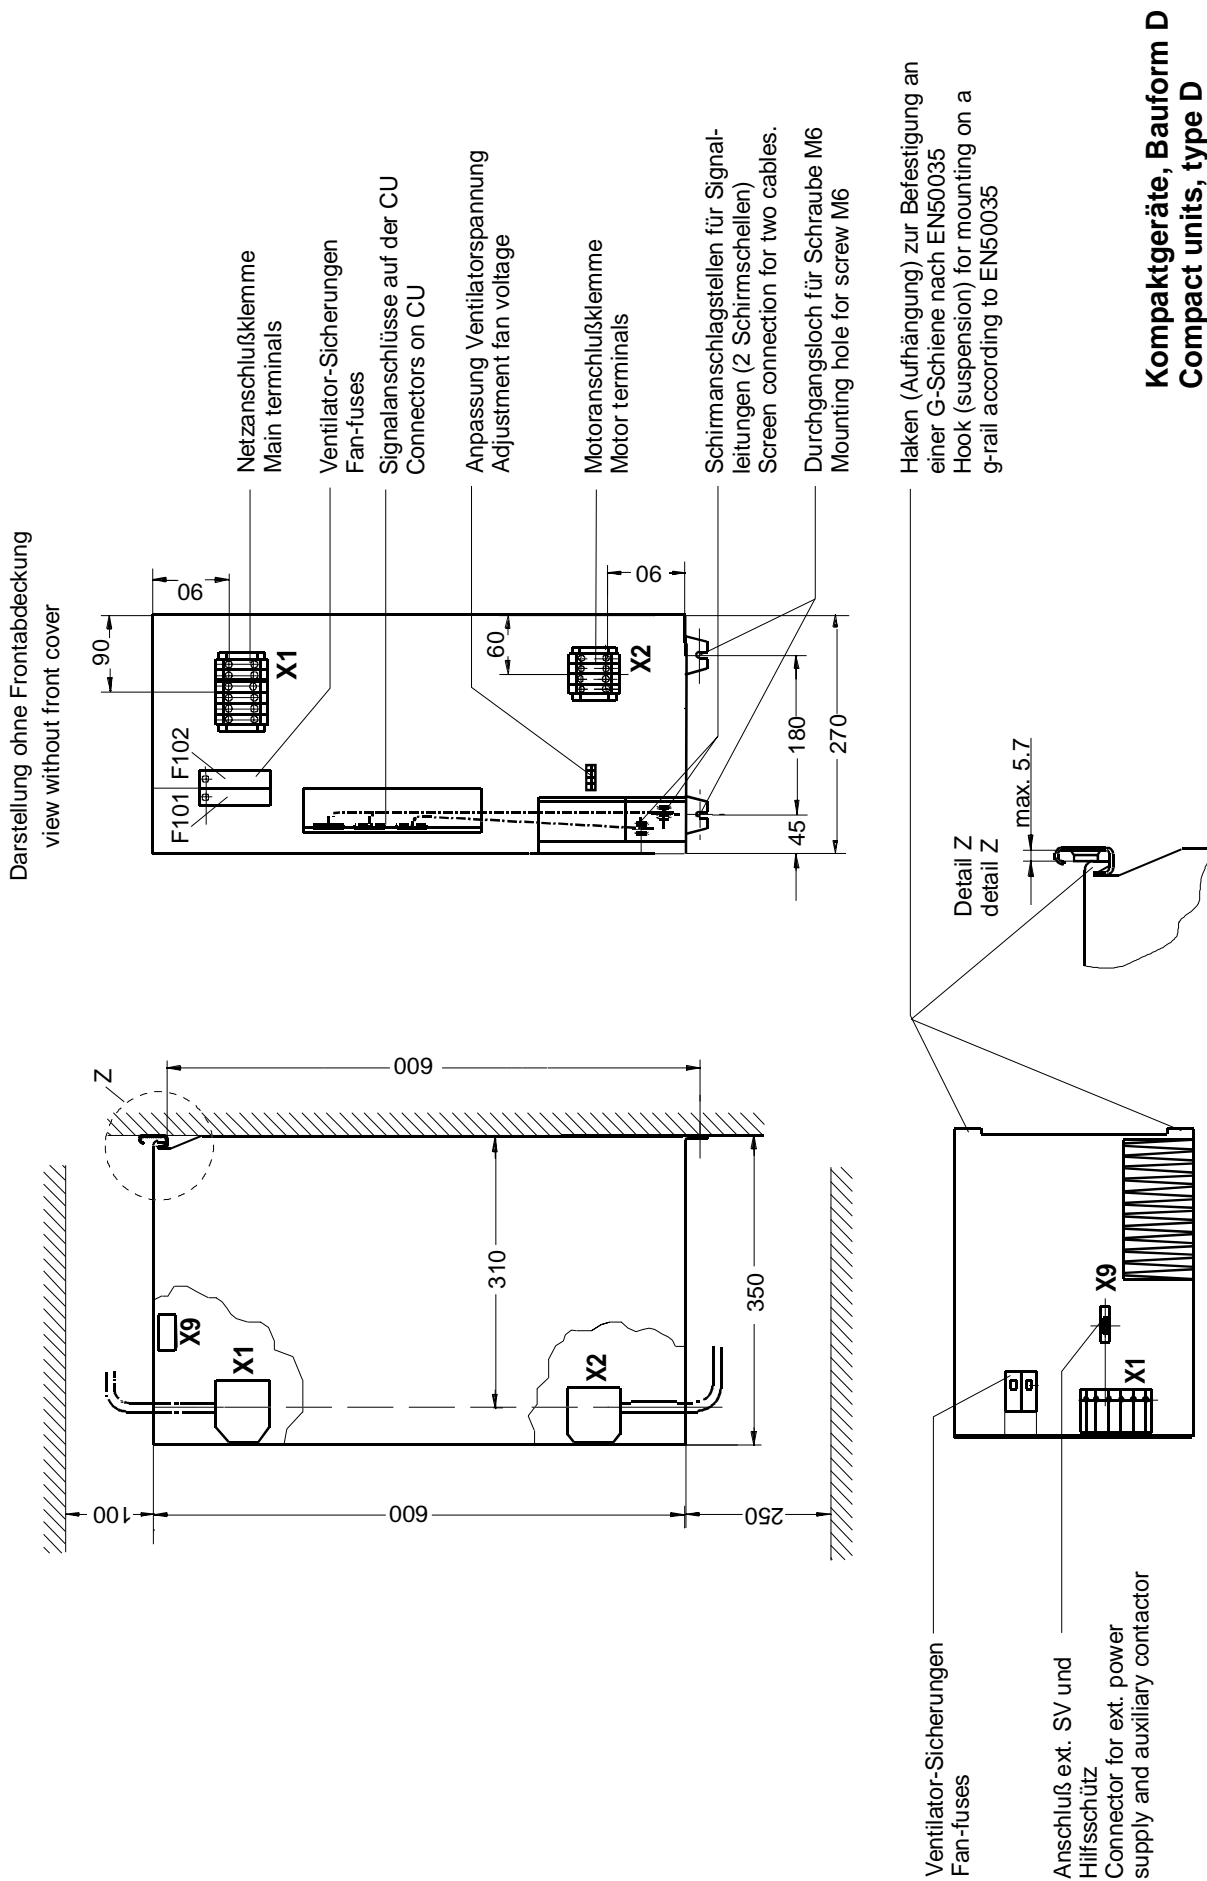 Darstellung ohne Frontabdeckung
view without front cover
90
90
F101 F102
X1
60
90
X2
45
180
270
Netzanschlußklemme
Main terminals
Ventilator-Sicherungen
Fan-fuses
Signalanschlüsse auf der CU
Connectors on CU
Anpassung Ventilatorspannung
Adjustment fan voltage
Motoranschlußklemme
Motor terminals
Schirmanschlagstellen für Signal-
leitungen (2 Schirmschellen)
Screen connection for two cables.
Durchgangsloch für Schraube M6
Mounting hole for screw M6
Z
600
X9
X1
310
X2
350
100
600
250
Haken (Aufhängung) zur Befestigung an
einer G-Schiene nach EN50035
Hook (suspension) for mounting on a
g-rail according to EN50035
Detail Z
detail Z
max. 5.7
X9
X1
Ventilator-Sicherungen
Fan-fuses
Anschluß ext. SV und
Hilfsschütz
Connector for ext. power
supply and auxiliary contactor
Kompaktgeräte, Bauform D
Compact units, type D